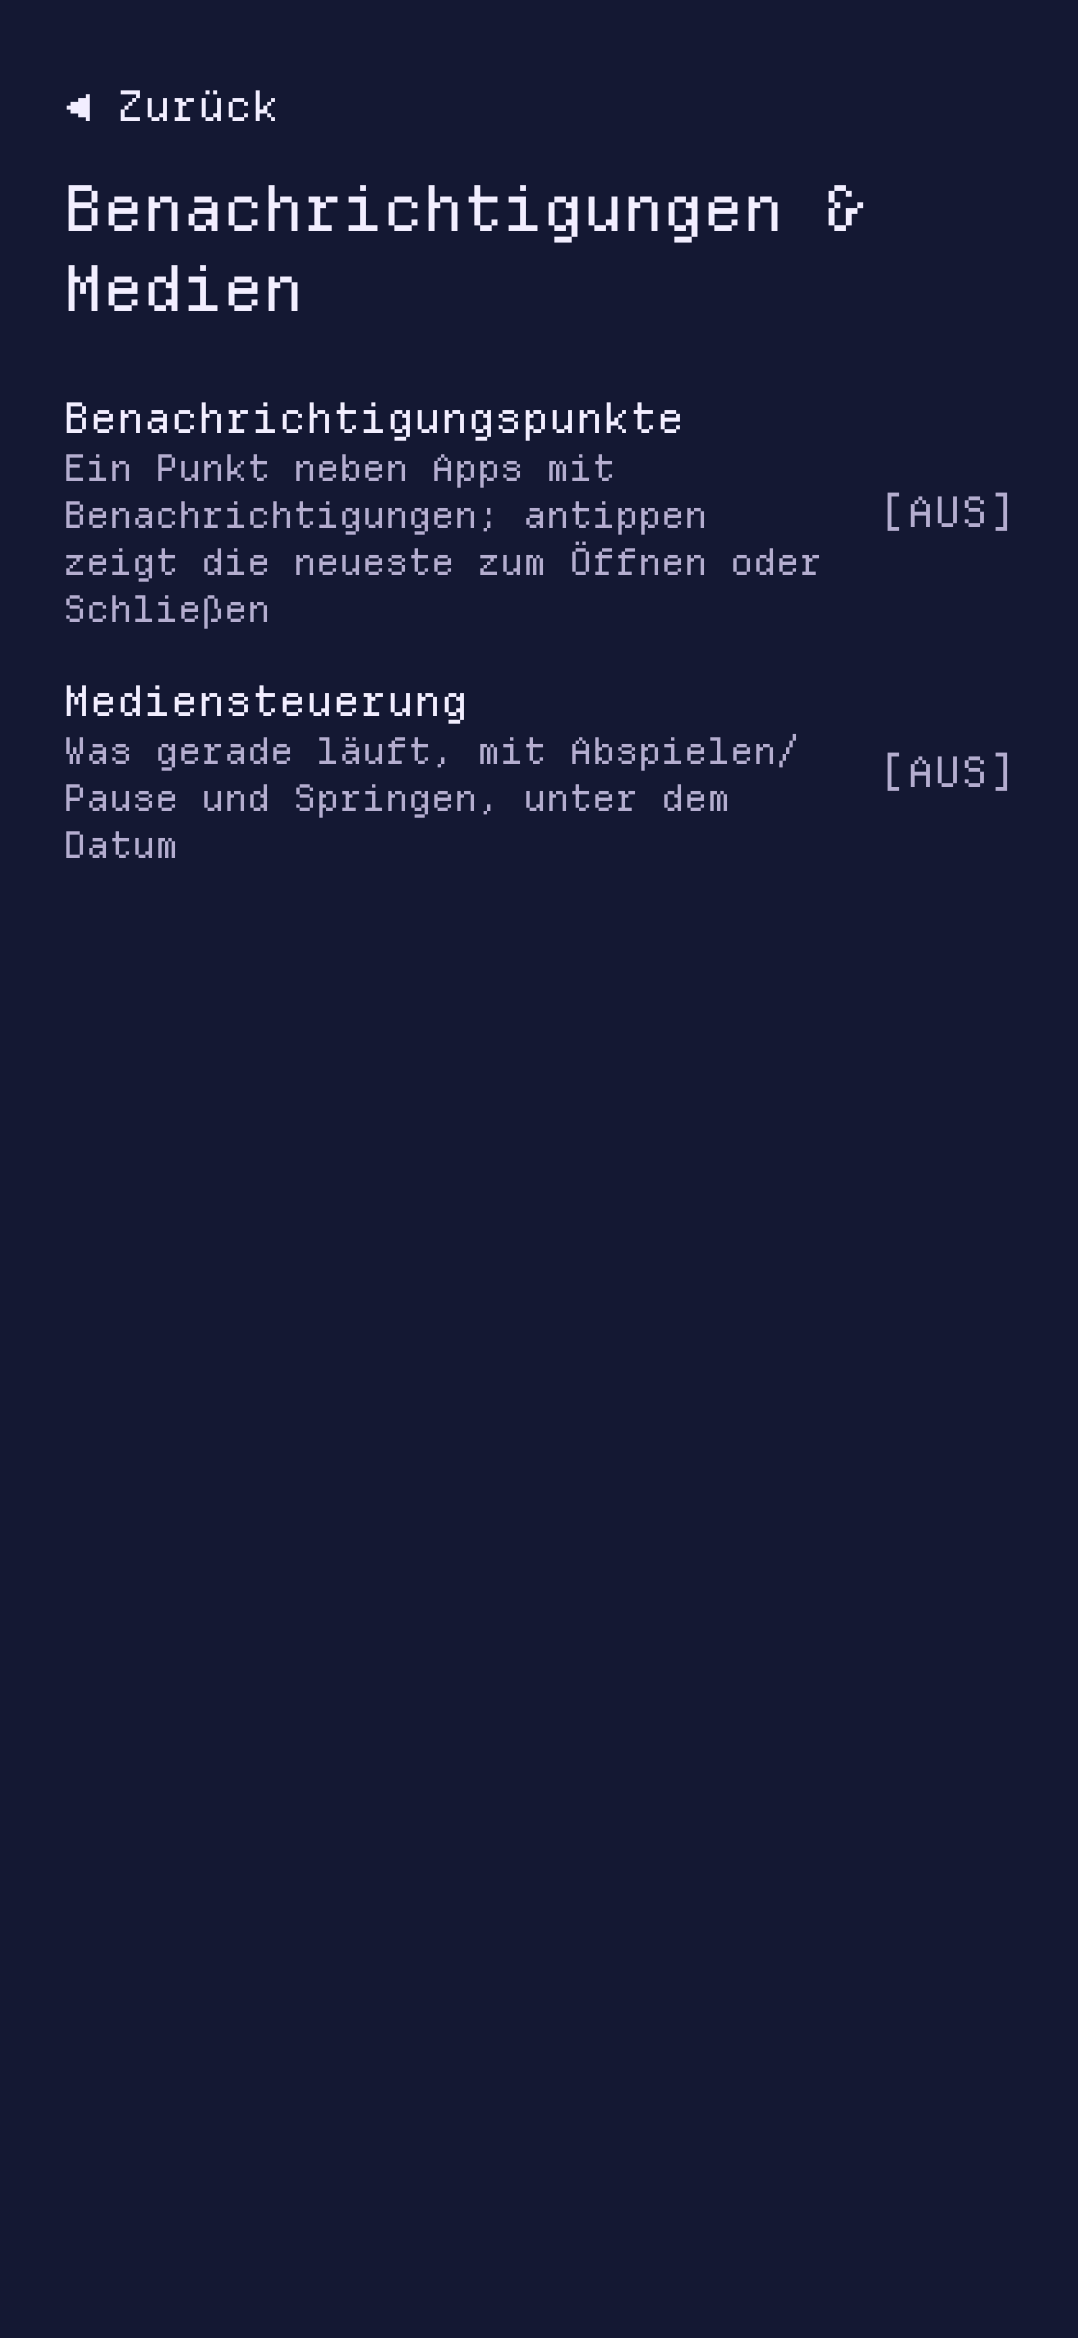 ◀ Zurück
Benachrichtigungen &
Medien
Benachrichtigungspunkte
Ein Punkt neben Apps mit
Benachrichtigungen; antippen
zeigt die neueste zum Öffnen oder
Schließen
[AUS]
Mediensteuerung
Was gerade läuft, mit Abspielen/
Pause und Springen, unter dem
Datum
[AUS]